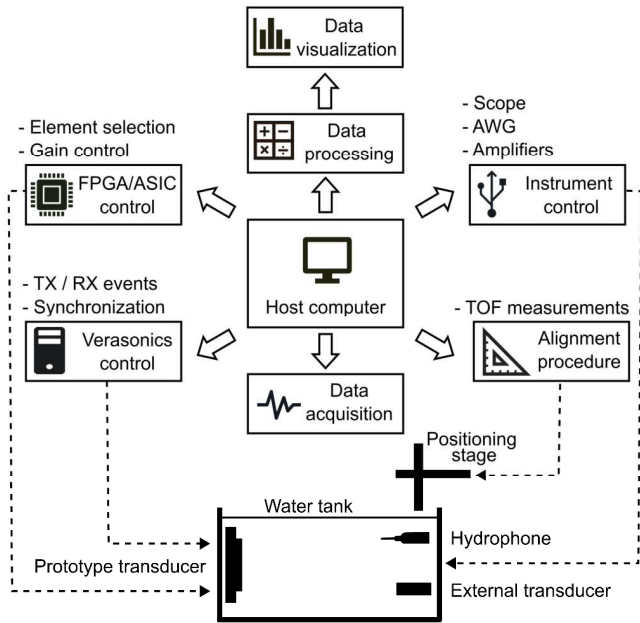 Data
visualization
- Element selection
- Gain control
Data
processing
- Scope
- AWG
- Amplifiers
FPGA/ASIC
control
Instrument
control
- TX / RX events
- Synchronization
Host computer
- TOF measurements
Verasonics
control
Alignment
procedure
Data
acquisition
Positioning
stage
Water tank
Hydrophone
Prototype transducer
External transducer